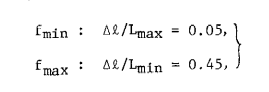 f_min : Δℓ/L_max = 0.05,
f_max : Δℓ/L_min = 0.45,